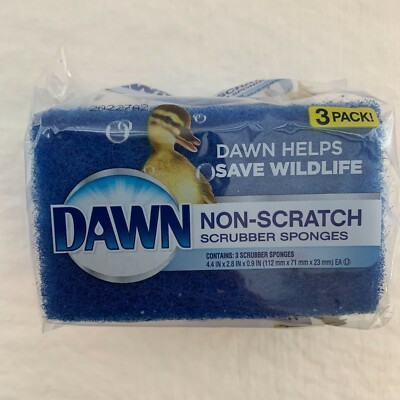 2022702
3 PACK!
DAWN HELPS
SAVE WILDLIFE
DAWN
NON-SCRATCH
SCRUBBER SPONGES
CONTAINS: 3 SCRUBBER SPONGES
4.4 IN x 2.8 IN x 0.9 IN (112 mm x 71 mm x 23 mm) EA